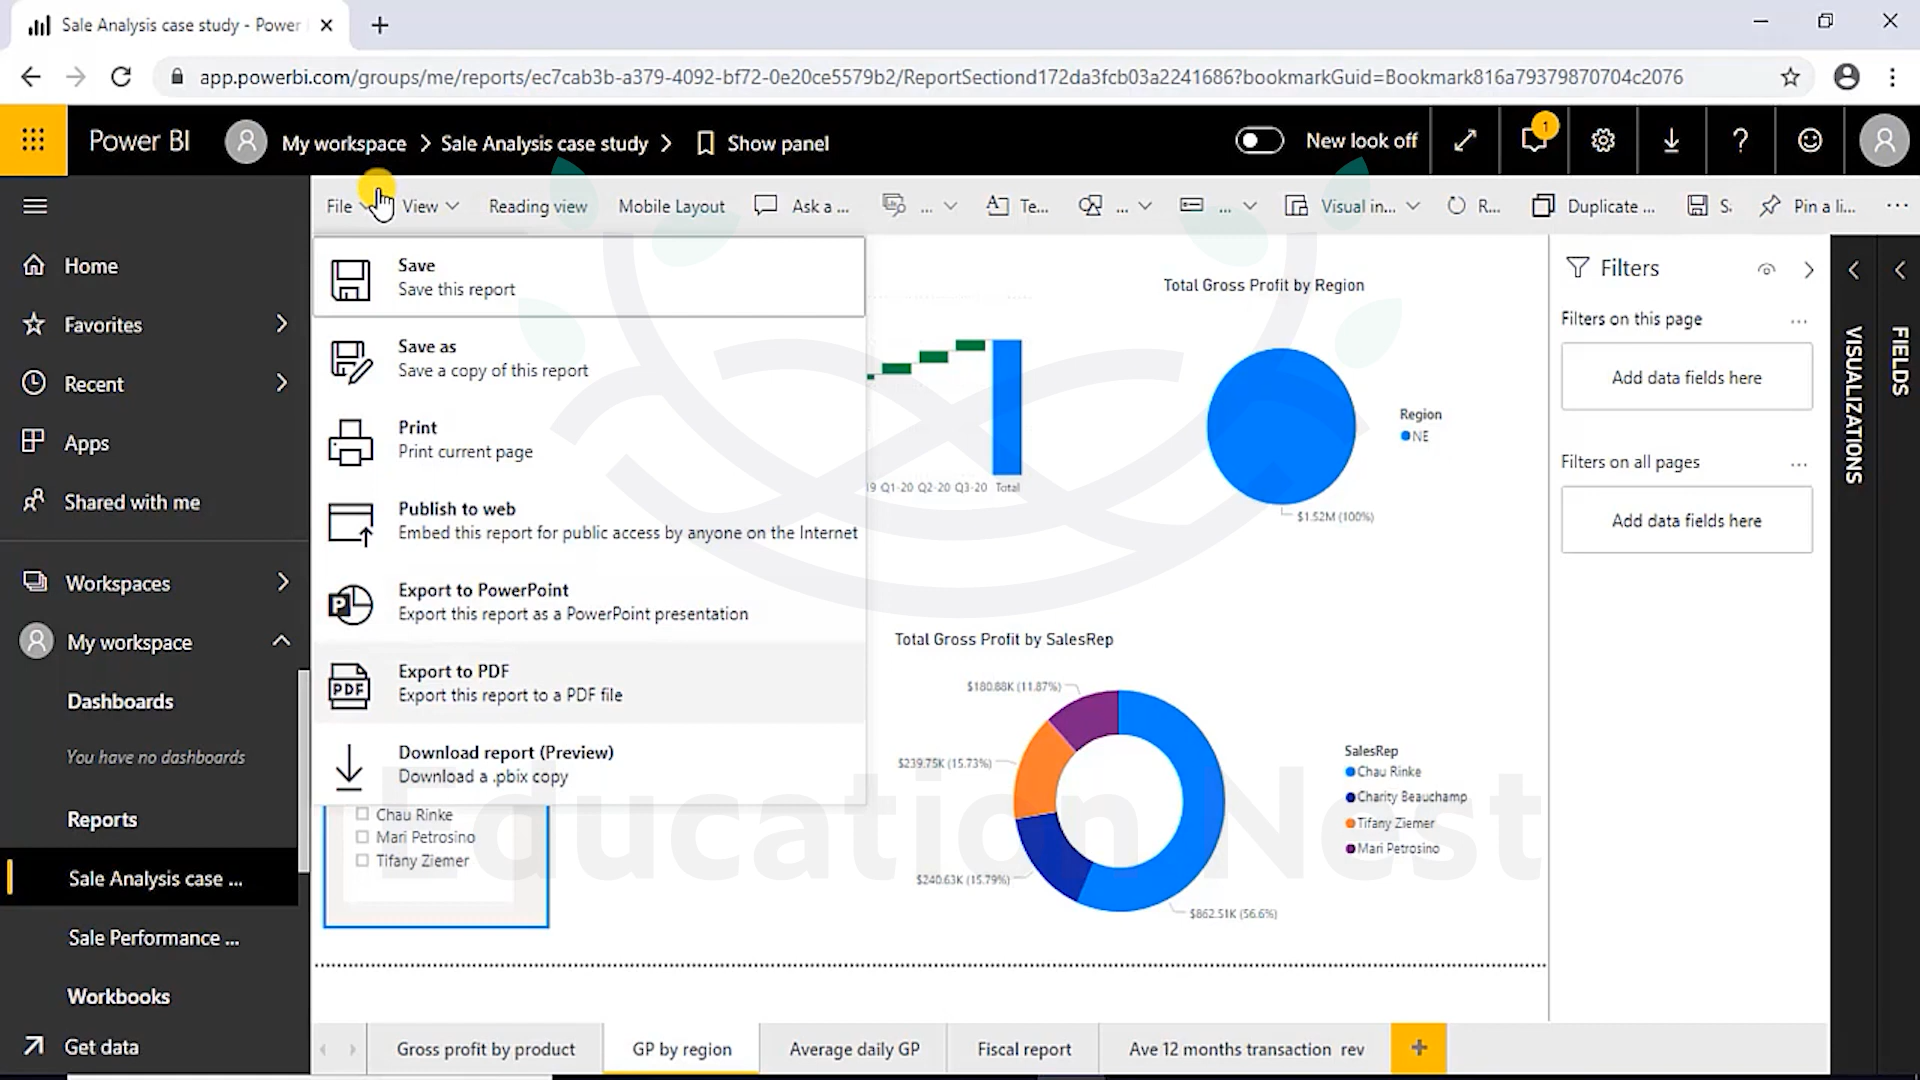 Sale Analysis case study - Power
app.powerbi.com/groups/me/reports/ec7cab3b-a379-4092-bf72-0e20ce5579b2/ReportSectiond172da3fcb03a2241686?bookmarkGuid=Bookmark816a79379870704c2076
Power BI
My workspace > Sale Analysis case study >
Show panel
New look off
1
File
View
Reading view
Mobile Layout
Ask a ...
...
Te...
...
...
Visual in...
R...
Duplicate ...
S.
Pin a li...
...
Home
Favorites
Recent
Apps
Shared with me
Workspaces
My workspace
Dashboards
You have no dashboards
Reports
Sale Analysis case ...
Sale Performance ...
Workbooks
Get data
Save
Save this report
Save as
Save a copy of this report
Print
Print current page
Publish to web
Embed this report for public access by anyone on the Internet
Export to PowerPoint
Export this report as a PowerPoint presentation
PDF
Export to PDF
Export this report to a PDF file
Download report (Preview)
Download a .pbix copy
Chau Rinke
Mari Petrosino
Tifany Ziemer
19 Q1-20 Q2-20 Q3-20 Total
Total Gross Profit by Region
Region
NE
$1.52M (100%)
Total Gross Profit by SalesRep
$180.88K (11.87%)
$239.75K (15.73%)
$240.63K (15.79%)
$862.51K (56.6%)
SalesRep
Chau Rinke
Charity Beauchamp
Tifany Ziemer
Mari Petrosino
Education Nest
Filters
Filters on this page
...
Add data fields here
Filters on all pages
...
Add data fields here
VISUALIZATIONS
FIELDS
Gross profit by product
GP by region
Average daily GP
Fiscal report
Ave 12 months transaction rev
+